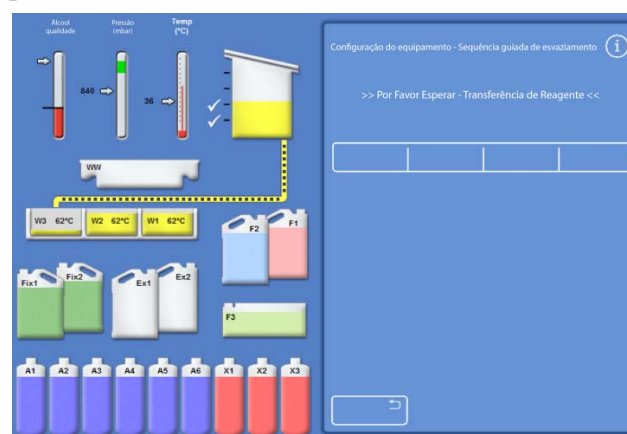 Álcool
qualidade
Pressão
(mbar)
Temp
(°C)
840
36
WW
W3 62°C W2 62°C W1 62°C
F2 F1
Fix1 Fix2 Ex1 Ex2
F3
A1 A2 A3 A4 A5 A6 X1 X2 X3
Configuração do equipamento - Sequência guiada de esvaziamento i
>> Por Favor Esperar - Transferência de Reagente <<